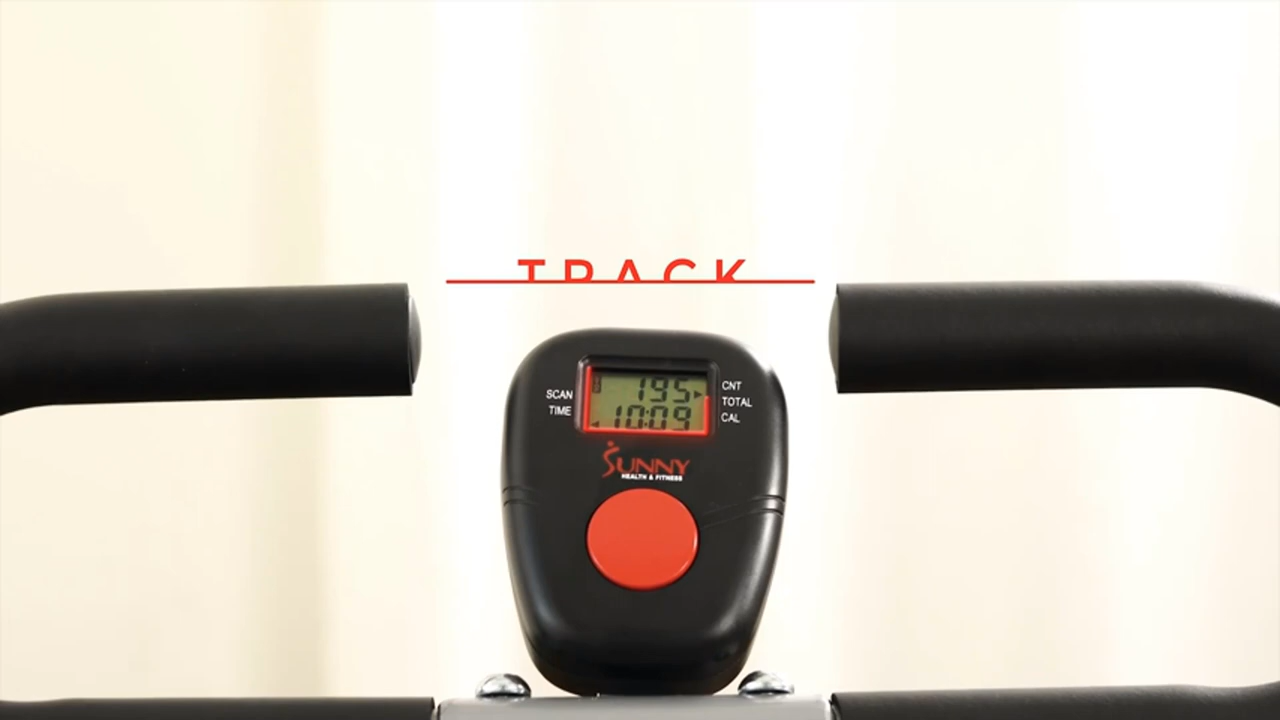 TRACK
195
10:09
SCAN
TIME
CNT
TOTAL
CAL
SUNNY
HEALTH & FITNESS